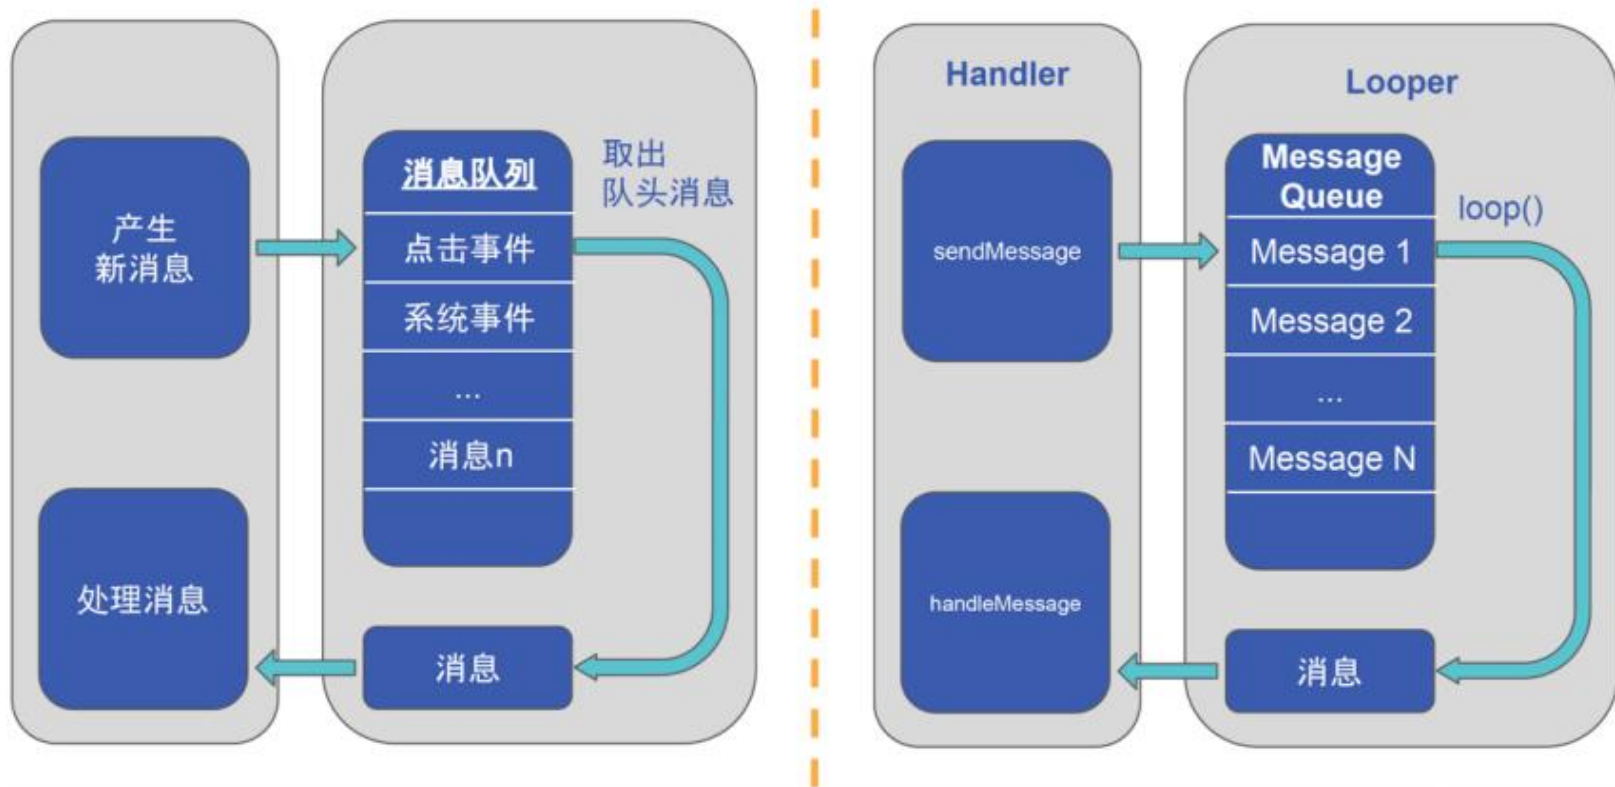 产生
新消息
处理消息
消息队列
点击事件
系统事件
...
消息n
取出
队头消息
消息
Handler
sendMessage
handleMessage
Looper
Message
Queue
Message 1
Message 2
...
Message N
loop()
消息